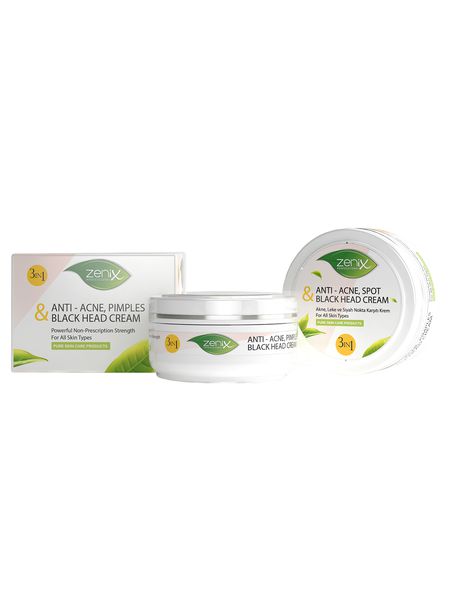 3 IN 1
zenix
ANTI - ACNE, PIMPLES
& BLACK HEAD CREAM
Powerful Non-Prescription Strength
For All Skin Types
PURE SKIN CARE PRODUCTS
3 IN 1
zenix
ANTI - ACNE, PIMPLES
BLACK HEAD CREAM
zenix
ANTI - ACNE, SPOT
& BLACK HEAD CREAM
Akne, Leke ve Siyah Nokta Karşıtı Krem
For All Skin Types
PURE SKIN CARE PRODUCTS
3 IN 1